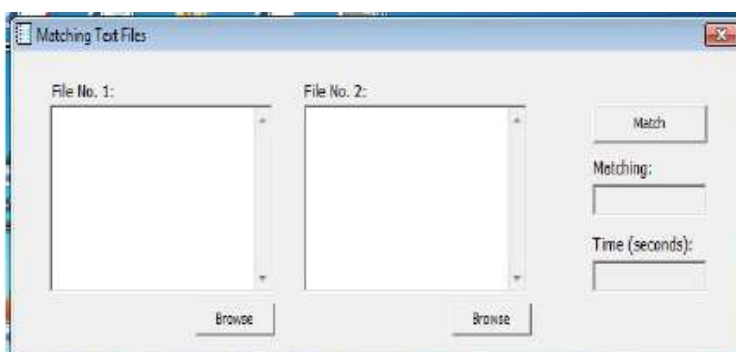 Matching Text Files
File No. 1:
File No. 2:
Match
Matching:
Time (seconds):
Browse
Browse